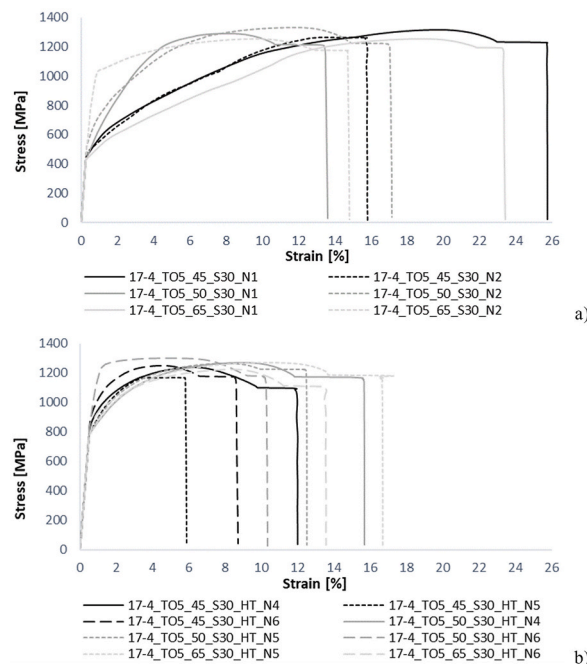 1400
1200
1000
800
600
400
200
0
Stress [MPa]
0 2 4 6 8 10 12 14 16 18 20 22 24 26
Strain [%]
17-4_TO5_45_S30_N1 17-4_TO5_45_S30_N2
17-4_TO5_50_S30_N1 17-4_TO5_50_S30_N2
17-4_TO5_65_S30_N1 17-4_TO5_65_S30_N2
a)
1400
1200
1000
800
600
400
200
0
Stress [MPa]
0 2 4 6 8 10 12 14 16 18 20 22 24 26
Strain [%]
17-4_TO5_45_S30_HT_N4 17-4_TO5_45_S30_HT_N5
17-4_TO5_45_S30_HT_N6 17-4_TO5_50_S30_HT_N4
17-4_TO5_50_S30_HT_N5 17-4_TO5_50_S30_HT_N6
17-4_TO5_65_S30_HT_N5 17-4_TO5_65_S30_HT_N6
b)